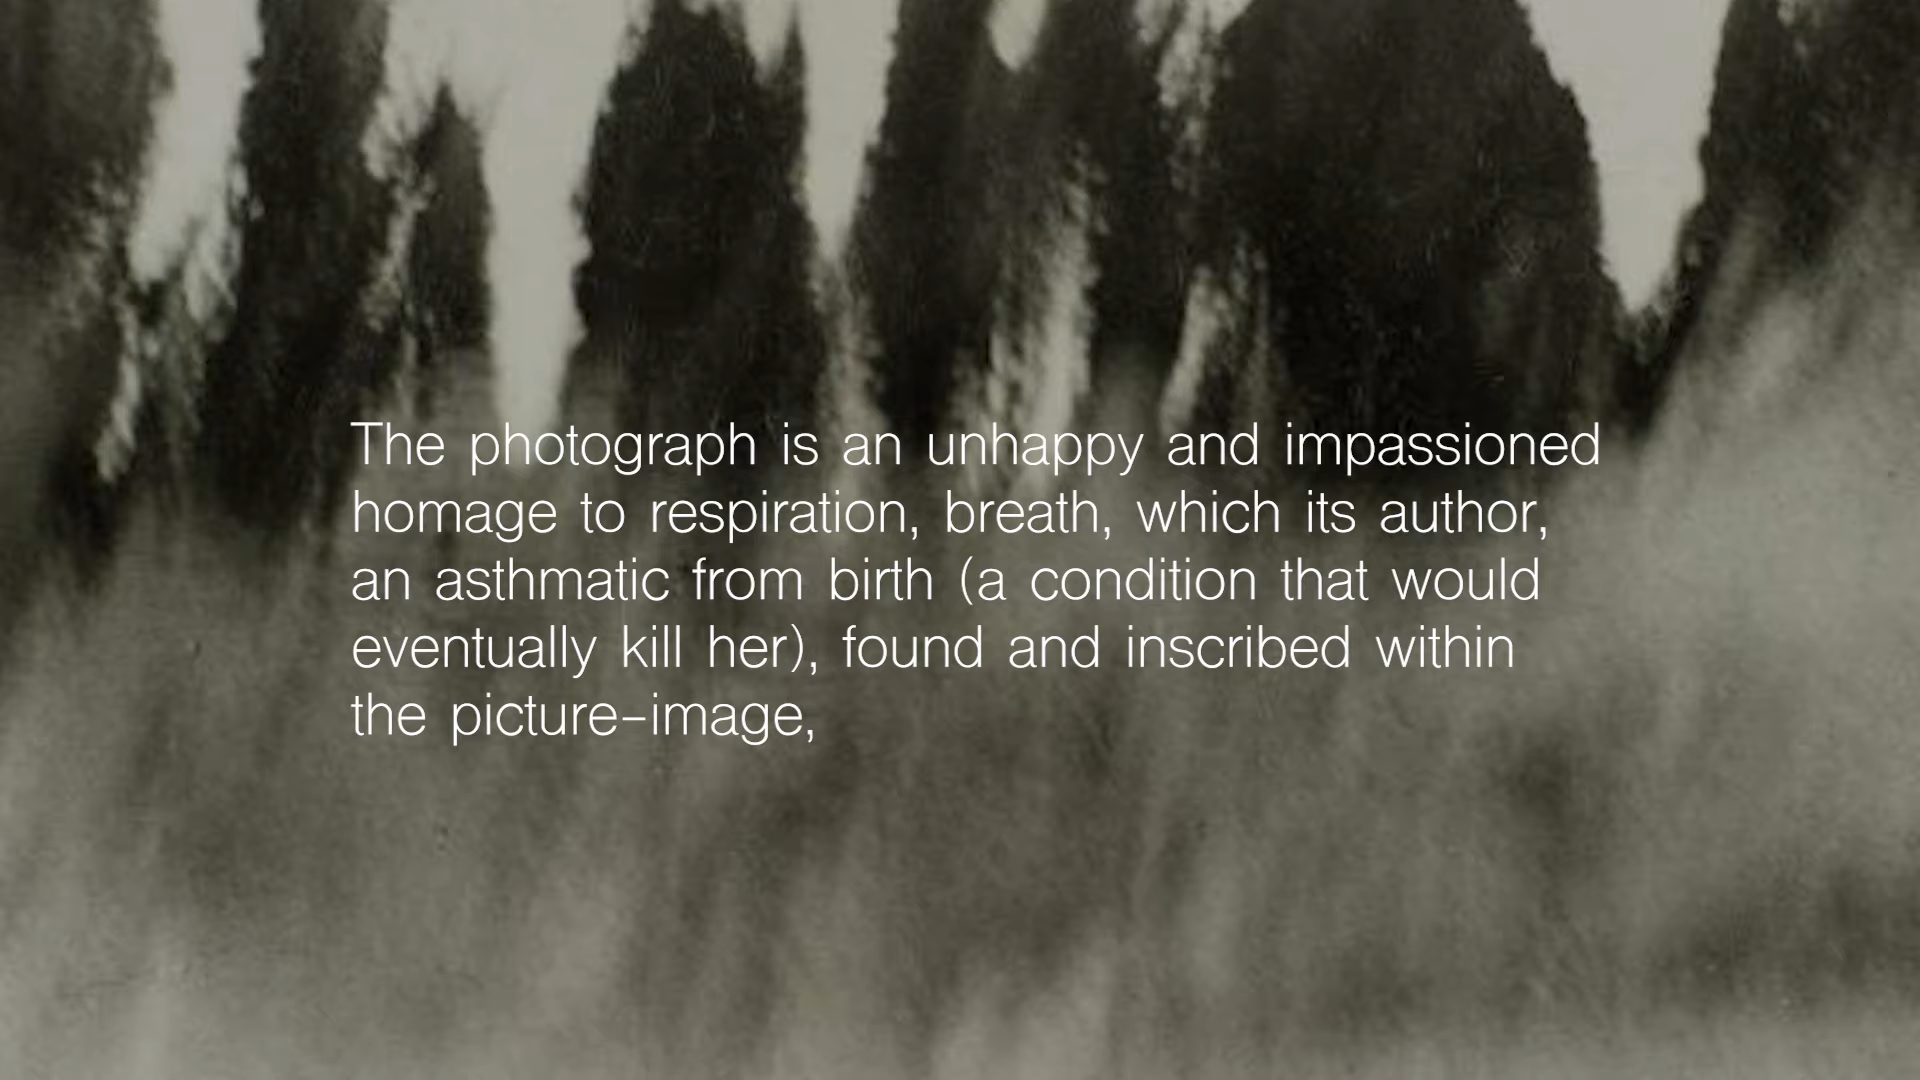 The photograph is an unhappy and impassioned
homage to respiration, breath, which its author,
an asthmatic from birth (a condition that would
eventually kill her), found and inscribed within
the picture-image,